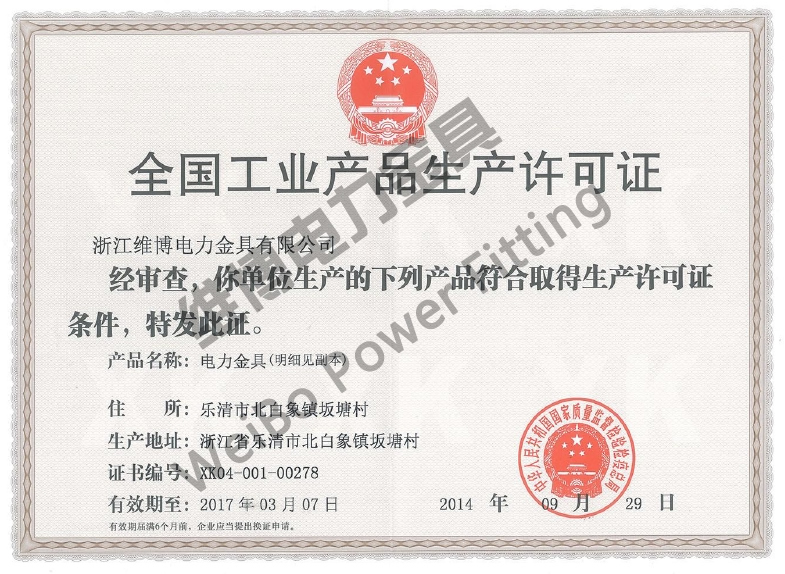 全国工业产品生产许可证
浙江维博电力金具有限公司
经审查，你单位生产的下列产品符合取得生产许可证
条件，特发此证。
产品名称：电力金具(明细见副本)
住 所：乐清市北白象镇坂塘村
生产地址：浙江省乐清市北白象镇坂塘村
证书编号：XK04-001-00278
有效期至：2017 年 03 月 07 日
2014 年 09 月 29 日
有效期届满6个月前，企业应当提出换证申请。
中华人民共和国国家质量监督检验检疫总局
维博电力金具
WeiBo Power Fitting